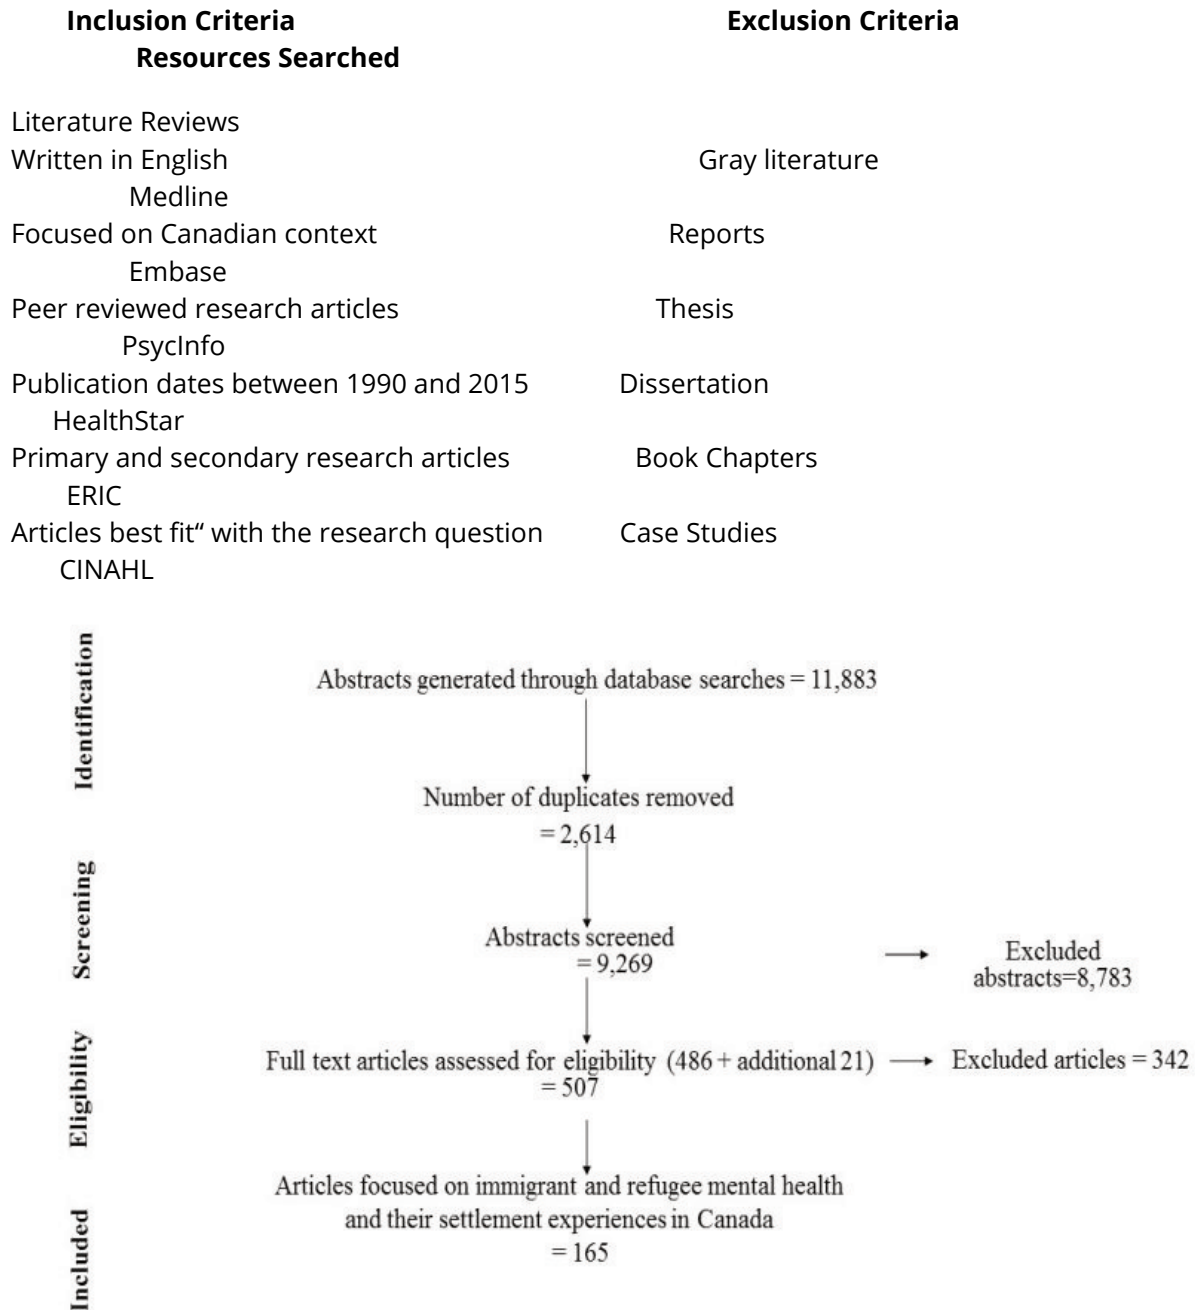 Inclusion Criteria Exclusion Criteria
Resources Searched
Literature Reviews
Written in English Gray literature
Medline
Focused on Canadian context Reports
Embase
Peer reviewed research articles Thesis
PsycInfo
Publication dates between 1990 and 2015 Dissertation
HealthStar
Primary and secondary research articles Book Chapters
ERIC
Articles best fit“ with the research question Case Studies
CINAHL
Identification
Abstracts generated through database searches = 11,883
Number of duplicates removed
= 2,614
Screening
Abstracts screened
= 9,269
Excluded
abstracts=8,783
Eligibility
Full text articles assessed for eligibility (486 + additional 21)
= 507
Excluded articles = 342
Included
Articles focused on immigrant and refugee mental health
and their settlement experiences in Canada
= 165